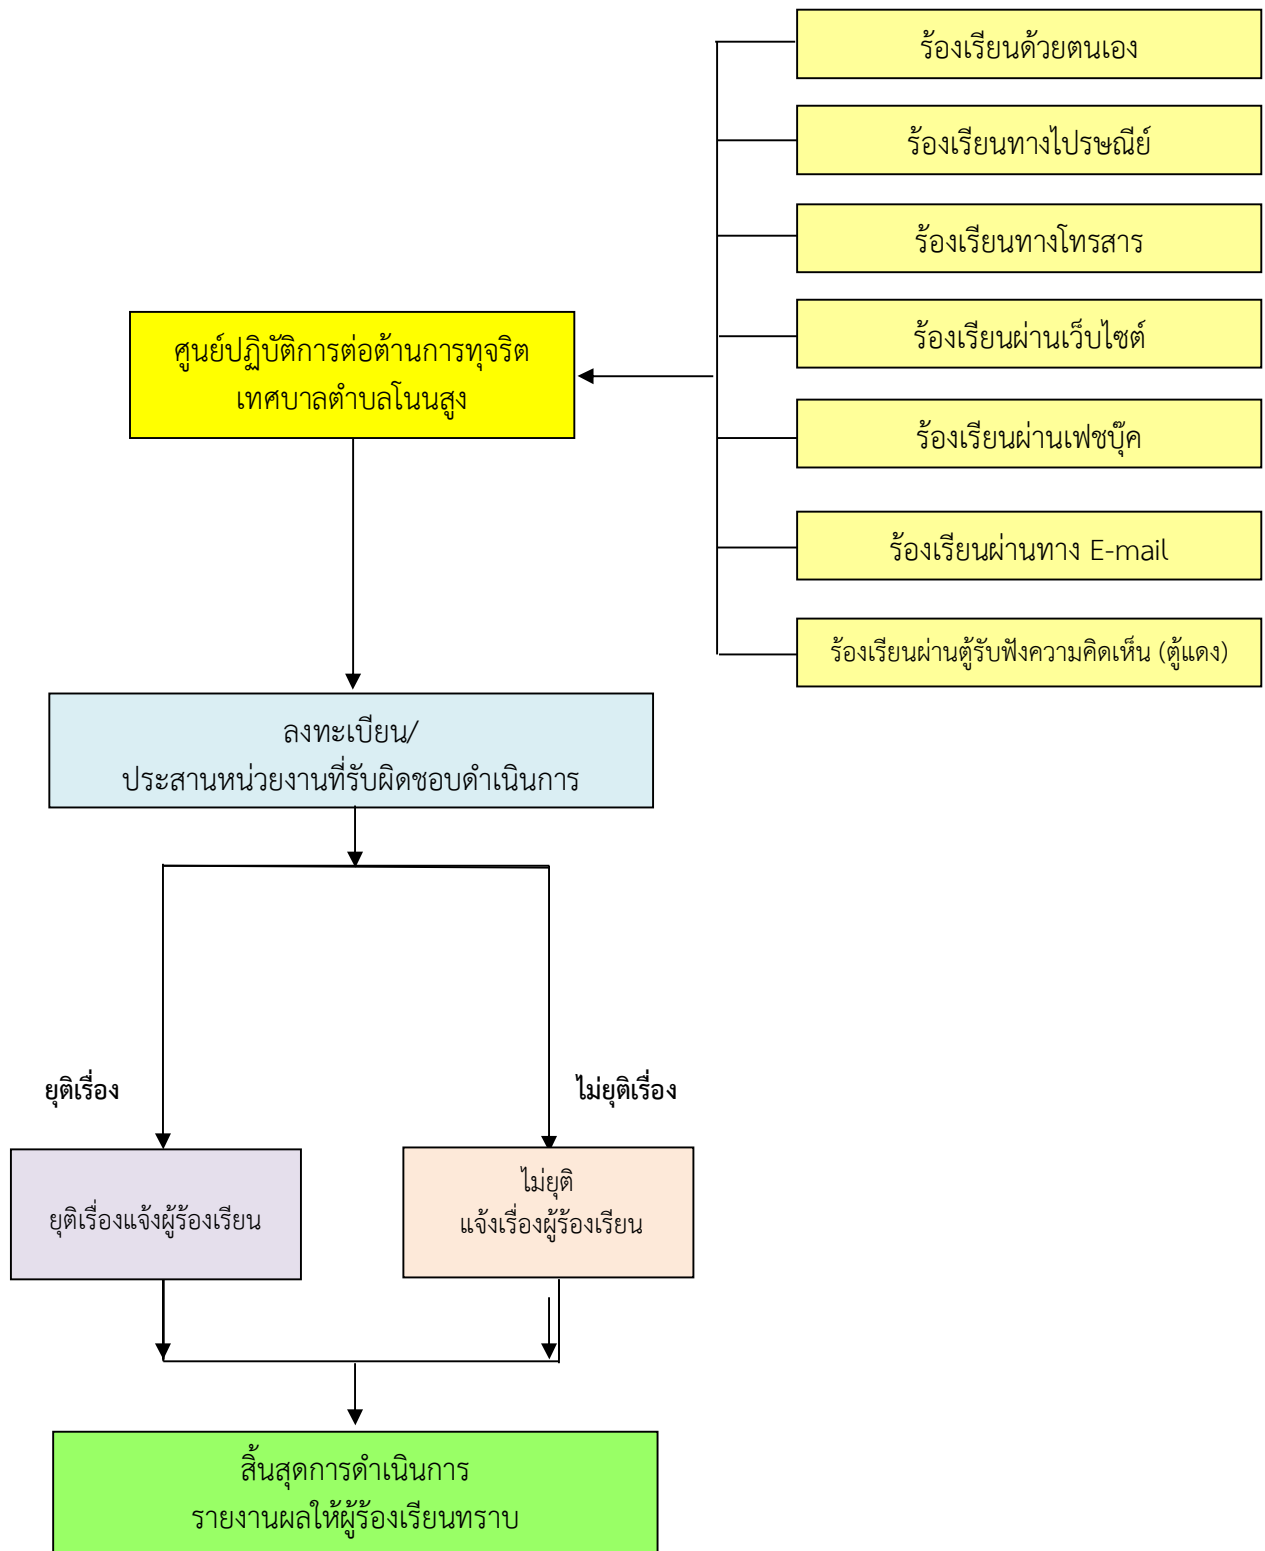 ร้องเรียนด้วยตนเอง
ร้องเรียนทางไปรษณีย์
ร้องเรียนทางโทรสาร
ร้องเรียนผ่านเว็บไซต์
ร้องเรียนผ่านเฟชบุ๊ค
ร้องเรียนผ่านทาง E-mail
ร้องเรียนผ่านตู้รับฟังความคิดเห็น (ตู้แดง)
ศูนย์ปฏิบัติการต่อต้านการทุจริต
เทศบาลตำบลโนนสูง
ลงทะเบียน/
ประสานหน่วยงานที่รับผิดชอบดำเนินการ
ยุติเรื่อง
ไม่ยุติเรื่อง
ยุติเรื่องแจ้งผู้ร้องเรียน
ไม่ยุติ
แจ้งเรื่องผู้ร้องเรียน
สิ้นสุดการดำเนินการ
รายงานผลให้ผู้ร้องเรียนทราบ